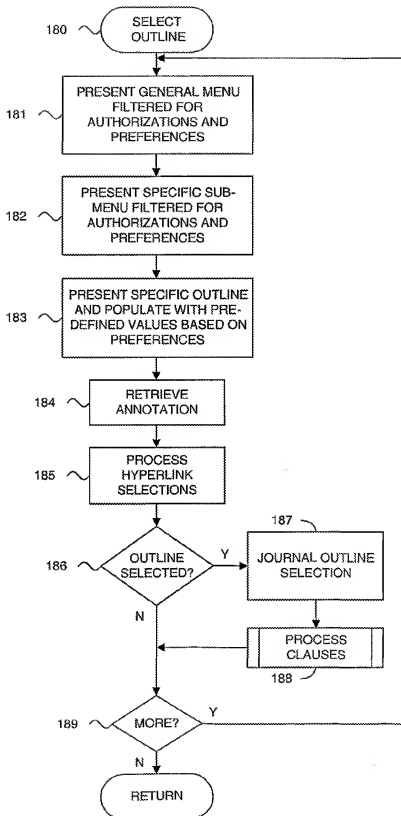 180
SELECT
OUTLINE
181
PRESENT GENERAL MENU
FILTERED FOR
AUTHORIZATIONS AND
PREFERENCES
182
PRESENT SPECIFIC SUB-
MENU FILTERED FOR
AUTHORIZATIONS AND
PREFERENCES
183
PRESENT SPECIFIC OUTLINE
AND POPULATE WITH PRE-
DEFINED VALUES BASED ON
PREFERENCES
184
RETRIEVE
ANNOTATION
185
PROCESS
HYPERLINK
SELECTIONS
186
OUTLINE
SELECTED?
Y
N
187
JOURNAL OUTLINE
SELECTION
PROCESS
CLAUSES
188
189
MORE?
Y
N
RETURN